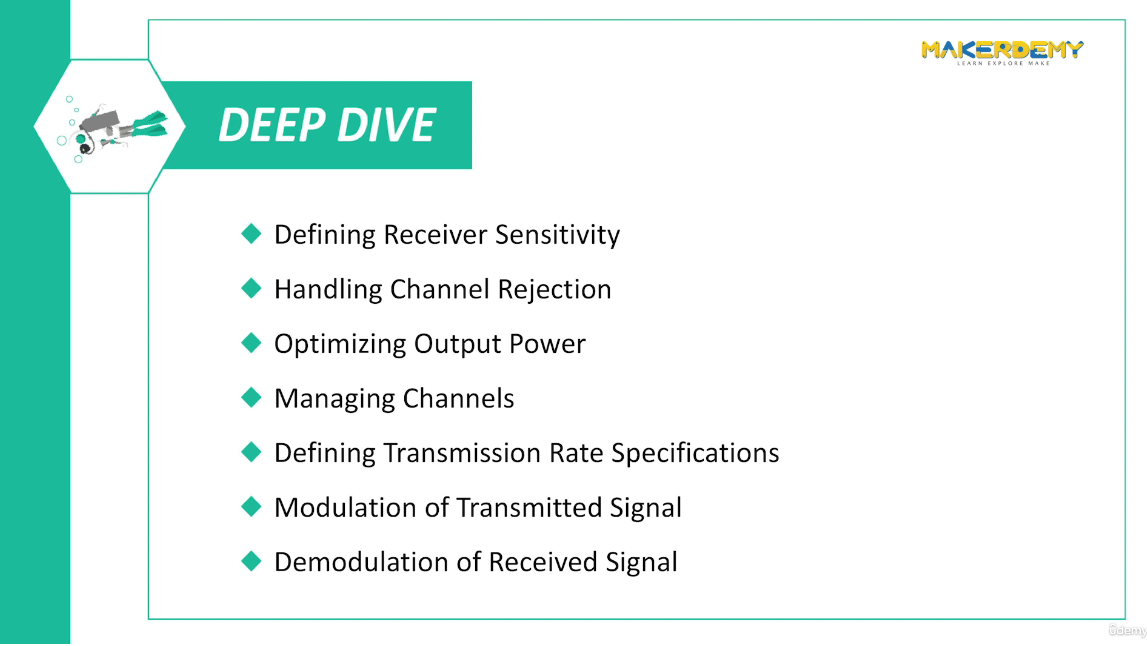 MAKERDEMY
LEARN EXPLORE MAKE
DEEP DIVE
Defining Receiver Sensitivity
Handling Channel Rejection
Optimizing Output Power
Managing Channels
Defining Transmission Rate Specifications
Modulation of Transmitted Signal
Demodulation of Received Signal
Udemy